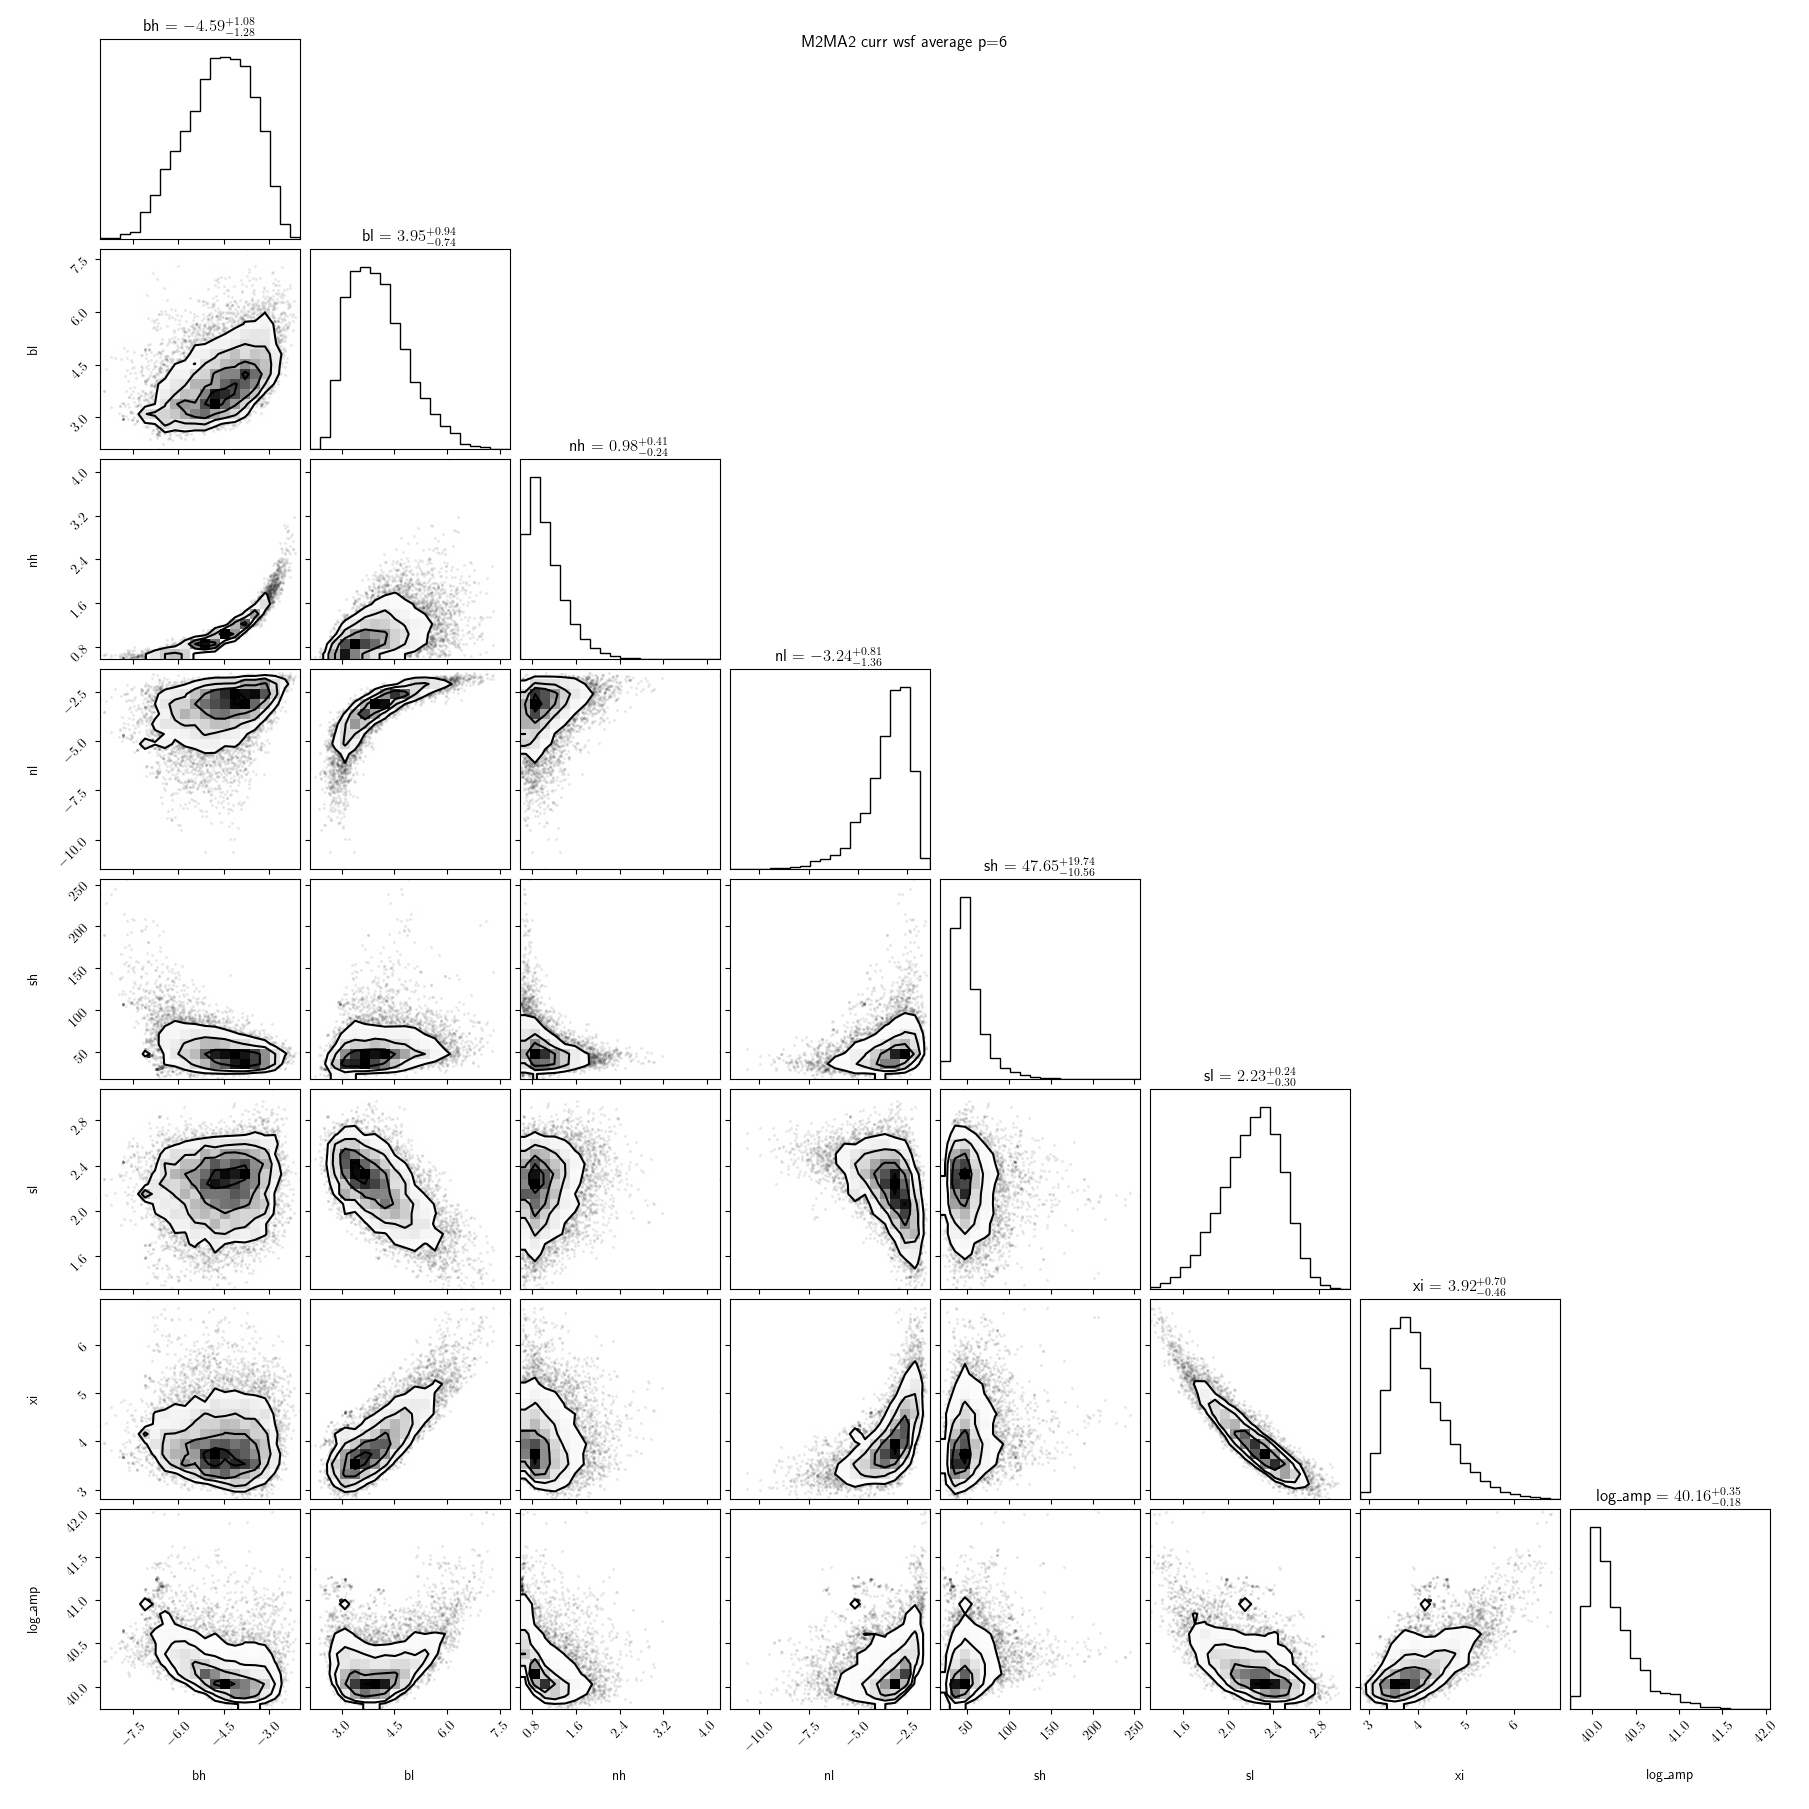 M2MA2 curr wsf average p=6
bh = −4.59 +1.08 −1.28
bl = 3.95 +0.94 −0.74
nh = 0.98 +0.41 −0.24
nl = −3.24 +0.81 −1.36
sh = 47.65 +19.74 −10.56
sl = 2.23 +0.24 −0.30
xi = 3.92 +0.70 −0.46
log_amp = 40.16 +0.35 −0.18
bl
7.5
6.0
4.5
3.0
nh
4.0
3.2
2.4
1.6
0.8
nl
−2.5
−5.0
−7.5
−10.0
sh
250
200
150
100
50
sl
2.8
2.4
2.0
1.6
xi
6
5
4
3
log_amp
42.0
41.5
41.0
40.5
40.0
−7.5 −6.0 −4.5 −3.0
3.0 4.5 6.0 7.5
0.8 1.6 2.4 3.2 4.0
−10.0 −7.5 −5.0 −2.5
50 100 150 200 250
1.6 2.0 2.4 2.8
3 4 5 6
40.0 40.5 41.0 41.5 42.0
bh bl nh nl sh sl xi log_amp